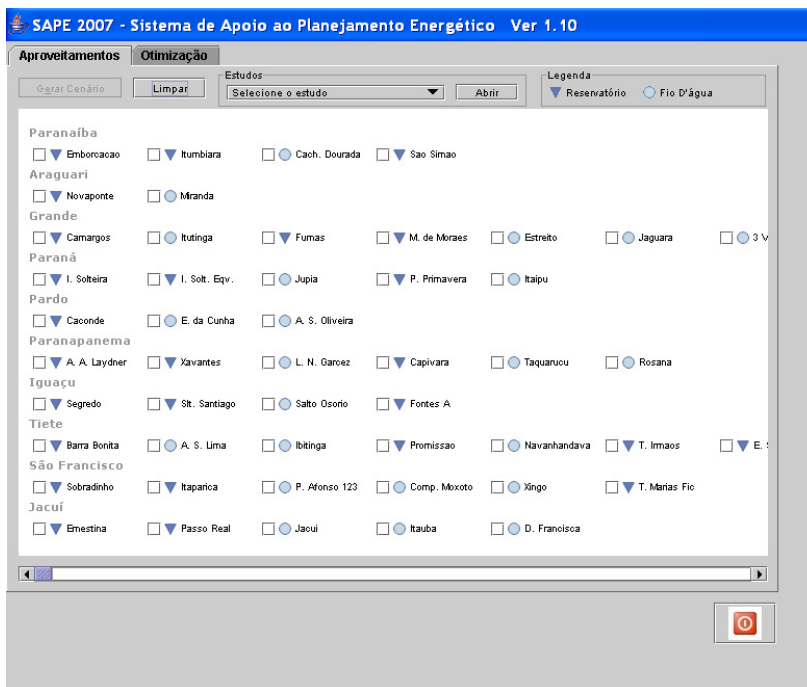 SAPE 2007 - Sistema de Apoio ao Planejamento Energético Ver 1.10
Aproveitamentos Otimização
Gerar Cenário Limpar Estudos Selecione o estudo Abrir Legenda Reservatório Fio D'água
Paranaíba
Emborcacao Itumbiara Cach. Dourada Sao Simao
Araguari
Novaponte Miranda
Grande
Camargos Itutinga Furnas M. de Moraes Estreito Jaguara 3 V
Paraná
I. Solteira I. Solt. Eqv. Jupia P. Primavera Itaipu
Pardo
Caconde E. da Cunha A. S. Oliveira
Paranapanema
A. A. Laydner Xavantes L. N. Garcez Capivara Taquarucu Rosana
Iguaçu
Segredo Slt. Santiago Salto Osorio Fontes A
Tiete
Barra Bonita A. S. Lima Ibitinga Promissao Navanhandava T. Irmaos E. S
São Francisco
Sobradinho Itaparica P. Afonso 123 Comp. Moxoto Xingo T. Marias Fic
Jacuí
Ernestina Passo Real Jacui Itauba D. Francisca